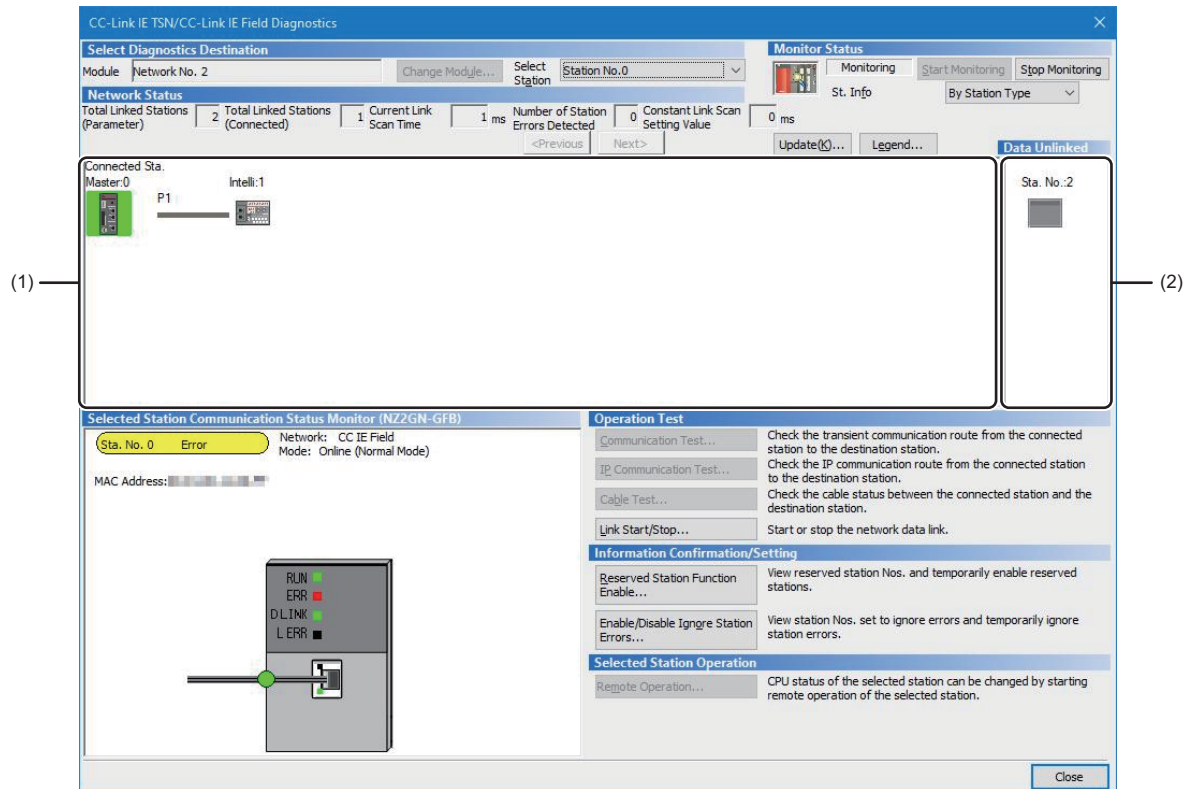 CC-Link IE TSN/CC-Link IE Field Diagnostics
Select Diagnostics Destination
Monitor Status
Module Network No. 2 Change Module... Select Station Station No.0
Monitoring Start Monitoring Stop Monitoring
St. Info By Station Type
Network Status
Total Linked Stations (Parameter) 2 Total Linked Stations (Connected) 1 Current Link Scan Time 1 ms Number of Station Errors Detected 0 Constant Link Scan Setting Value 0 ms
<Previous Next> Update(K)... Legend...
Data Unlinked
Connected Sta.
Master:0 Intelli:1
P1
Sta. No.:2
(1)
(2)
Selected Station Communication Status Monitor (NZ2GN-GFB)
Sta. No. 0 Error
Network: CC IE Field
Mode: Online (Normal Mode)
MAC Address:
RUN
ERR
D LINK
L ERR
Operation Test
Communication Test...
Check the transient communication route from the connected
station to the destination station.
IP Communication Test...
Check the IP communication route from the connected station
to the destination station.
Cable Test...
Check the cable status between the connected station and the
destination station.
Link Start/Stop...
Start or stop the network data link.
Information Confirmation/Setting
Reserved Station Function
Enable...
View reserved station Nos. and temporarily enable reserved
stations.
Enable/Disable Ignore Station
Errors...
View station Nos. set to ignore errors and temporarily ignore
station errors.
Selected Station Operation
Remote Operation...
CPU status of the selected station can be changed by starting
remote operation of the selected station.
Close